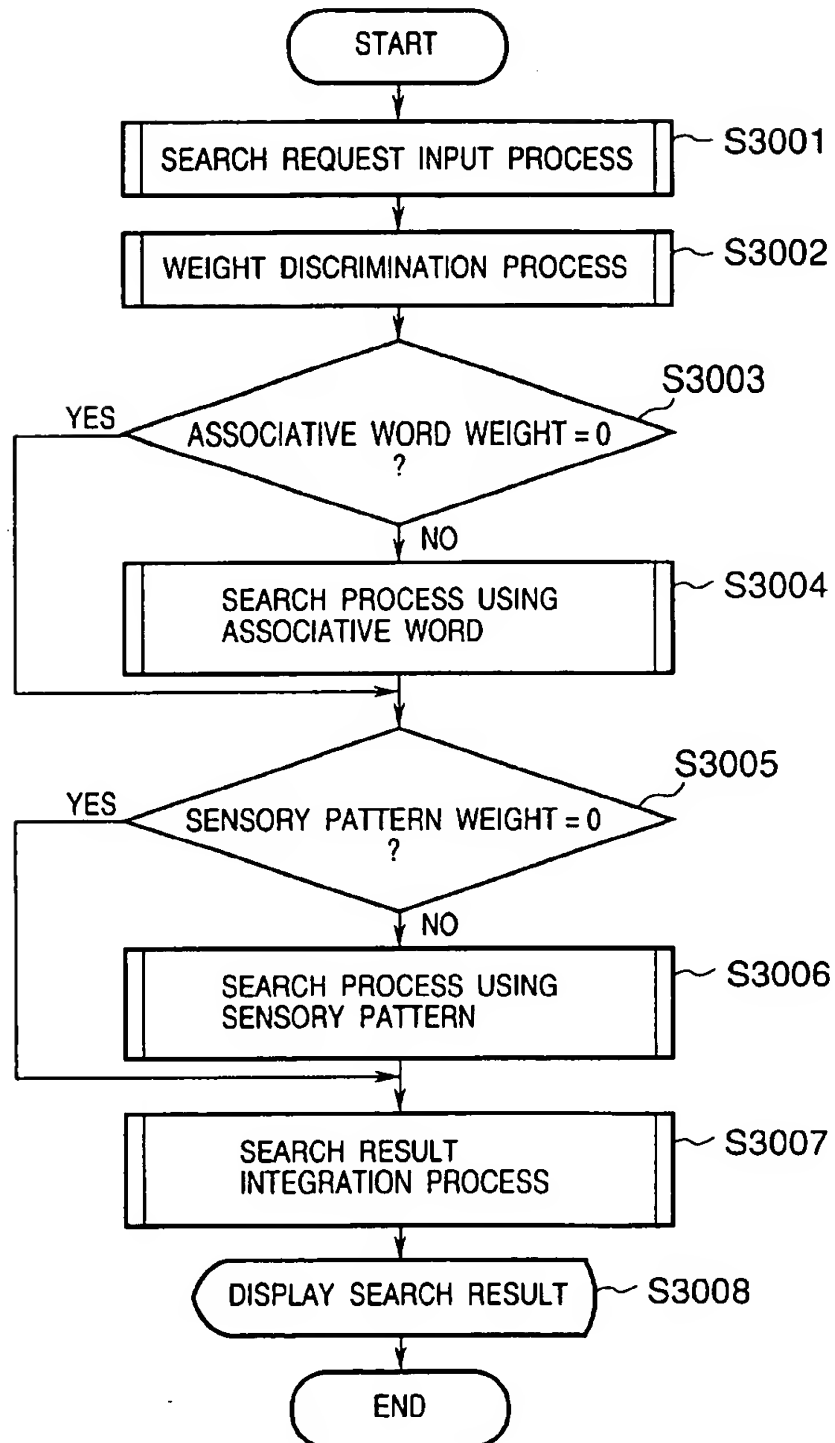 START
SEARCH REQUEST INPUT PROCESS
S3001
WEIGHT DISCRIMINATION PROCESS
S3002
S3003
YES
ASSOCIATIVE WORD WEIGHT = 0
?
NO
SEARCH PROCESS USING
ASSOCIATIVE WORD
S3004
S3005
YES
SENSORY PATTERN WEIGHT = 0
?
NO
SEARCH PROCESS USING
SENSORY PATTERN
S3006
SEARCH RESULT
INTEGRATION PROCESS
S3007
DISPLAY SEARCH RESULT
S3008
END